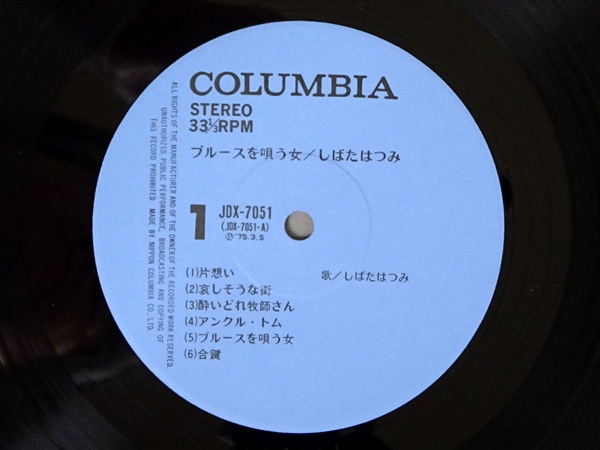 COLUMBIA
STEREO
33⅓RPM
ブルースを唄う女/しばたはつみ
1
JDX-7051
(JDX-7051-A)
Ⓟ'75.3.5
(1)片想い
歌/しばたはつみ
(2)哀しそうな街
(3)酔いどれ牧師さん
(4)アンクル・トム
(5)ブルースを唄う女
(6)合鍵
ALL RIGHTS OF THE MANUFACTURER AND OF THE OWNER OF THE RECORDED WORK RESERVED.
UNAUTHORIZED PUBLIC PERFORMANCE, BROADCASTING AND COPYING OF
THIS RECORD PROHIBITED. MADE BY NIPPON COLUMBIA CO., LTD.